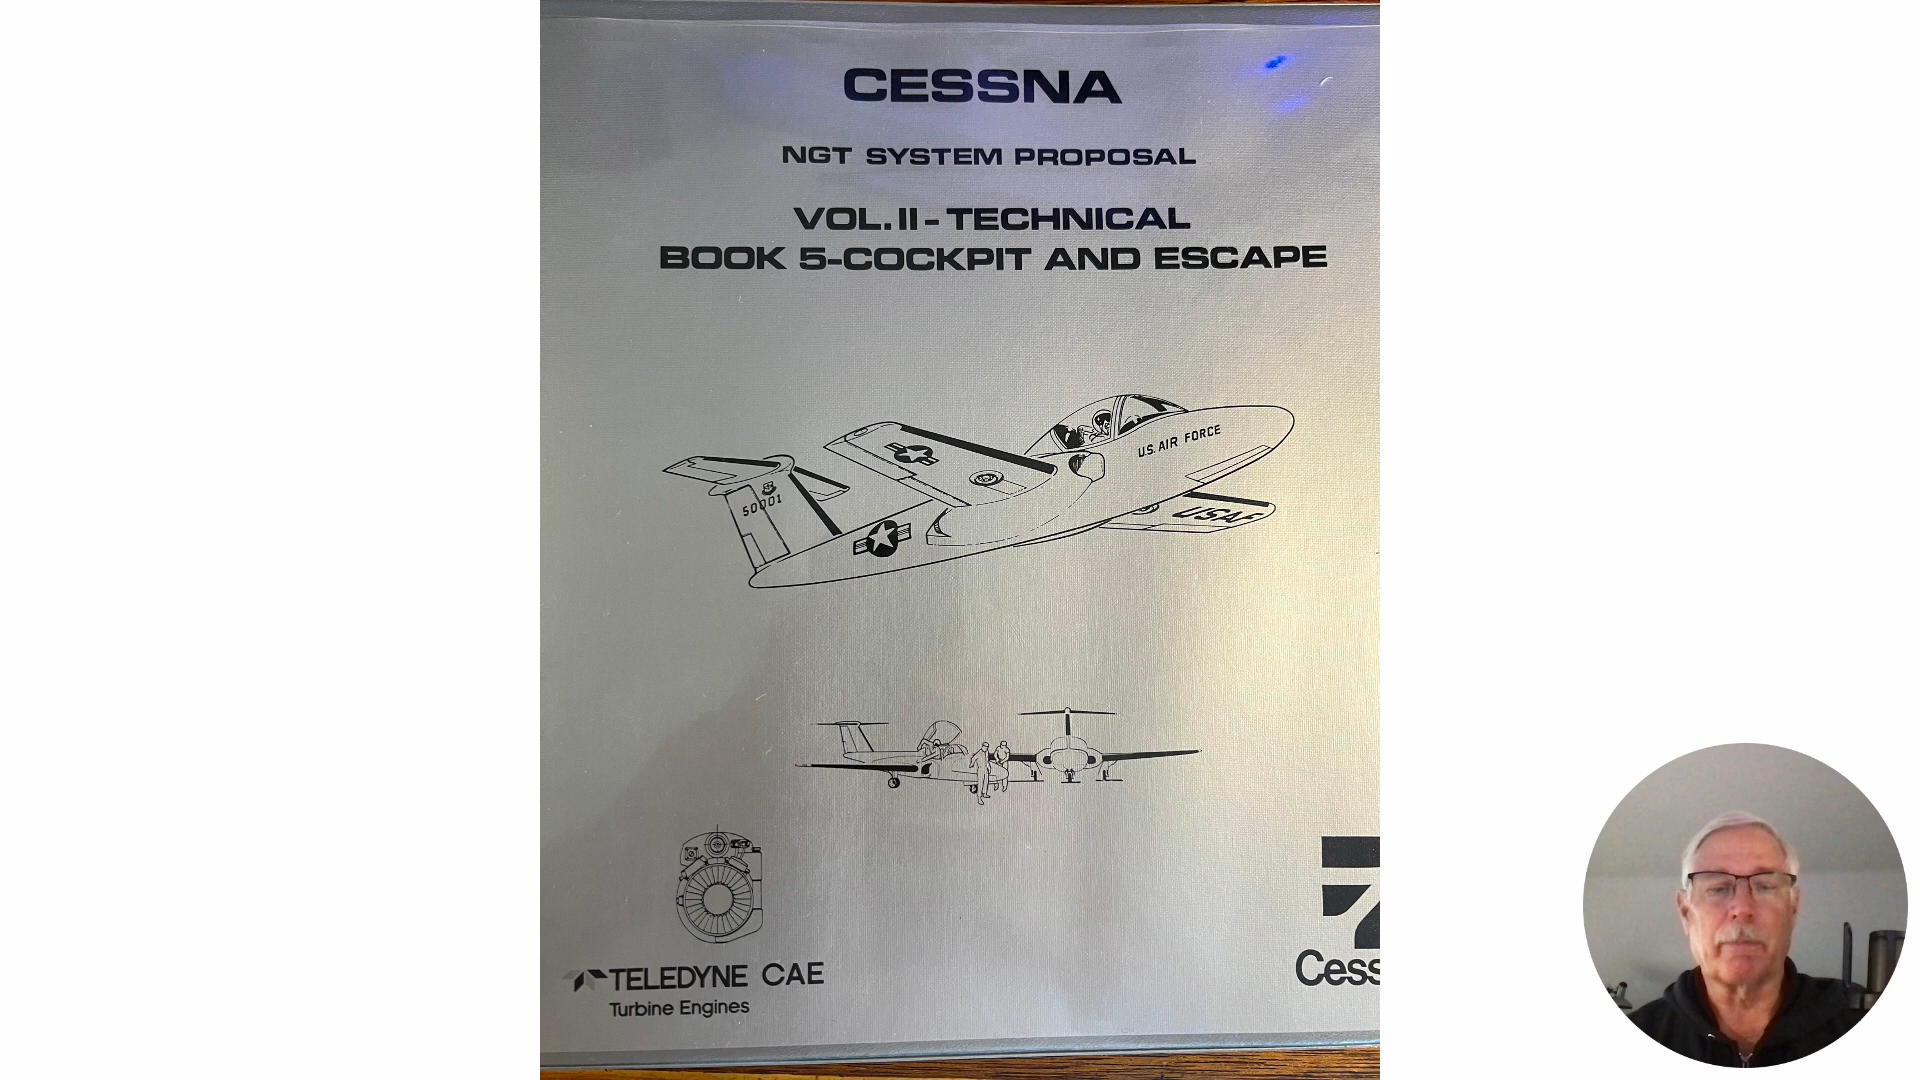 CESSNA
NGT SYSTEM PROPOSAL
VOL. II - TECHNICAL
BOOK 5-COCKPIT AND ESCAPE
U.S. AIR FORCE
50001
USAF
TELEDYNE CAE
Turbine Engines
Cess